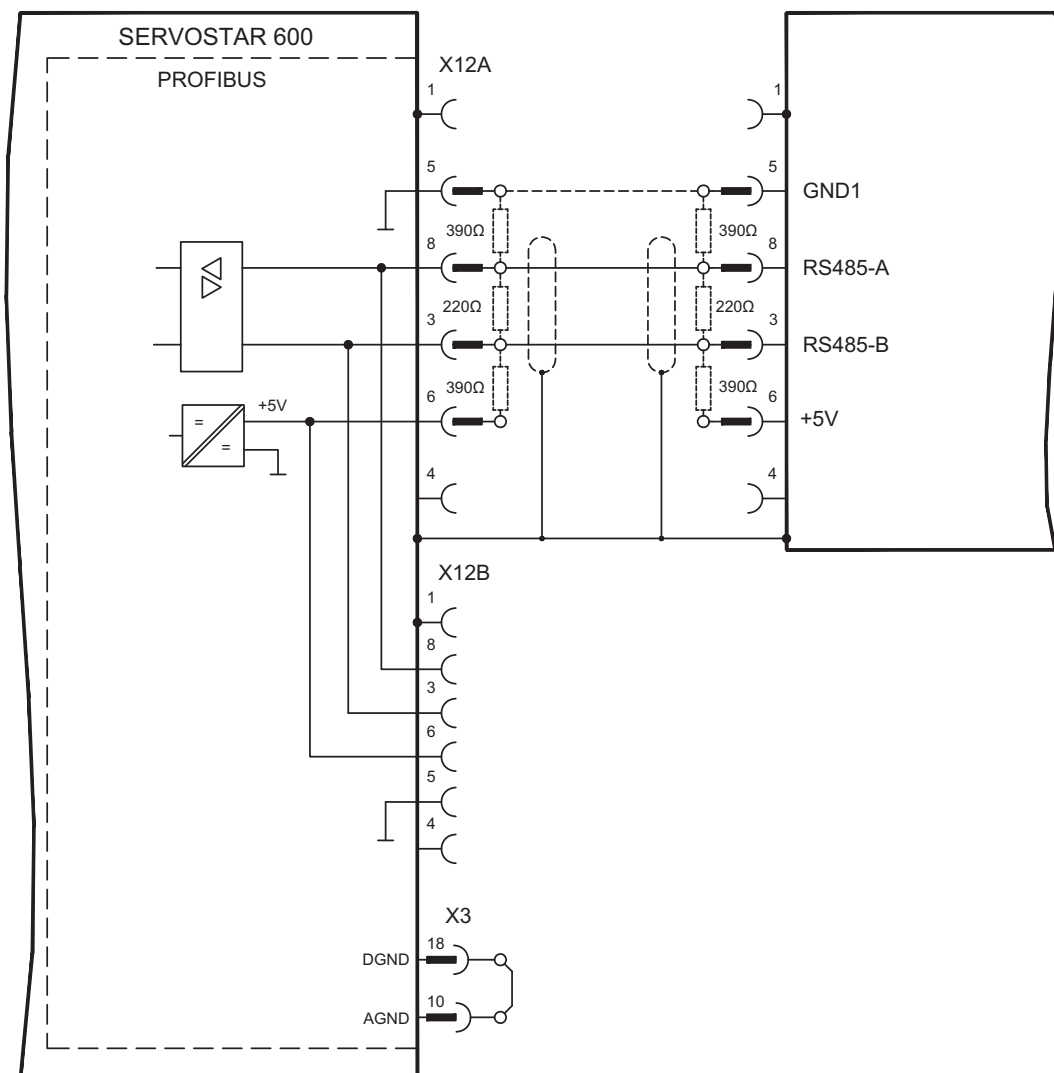 SERVOSTAR 600
PROFIBUS
X12A
1
1
5
5
GND1
390Ω
390Ω
8
8
RS485-A
220Ω
220Ω
3
3
RS485-B
390Ω
390Ω
6
6
+5V
+5V
=
=
4
4
X12B
1
8
3
6
5
4
X3
DGND
18
AGND
10